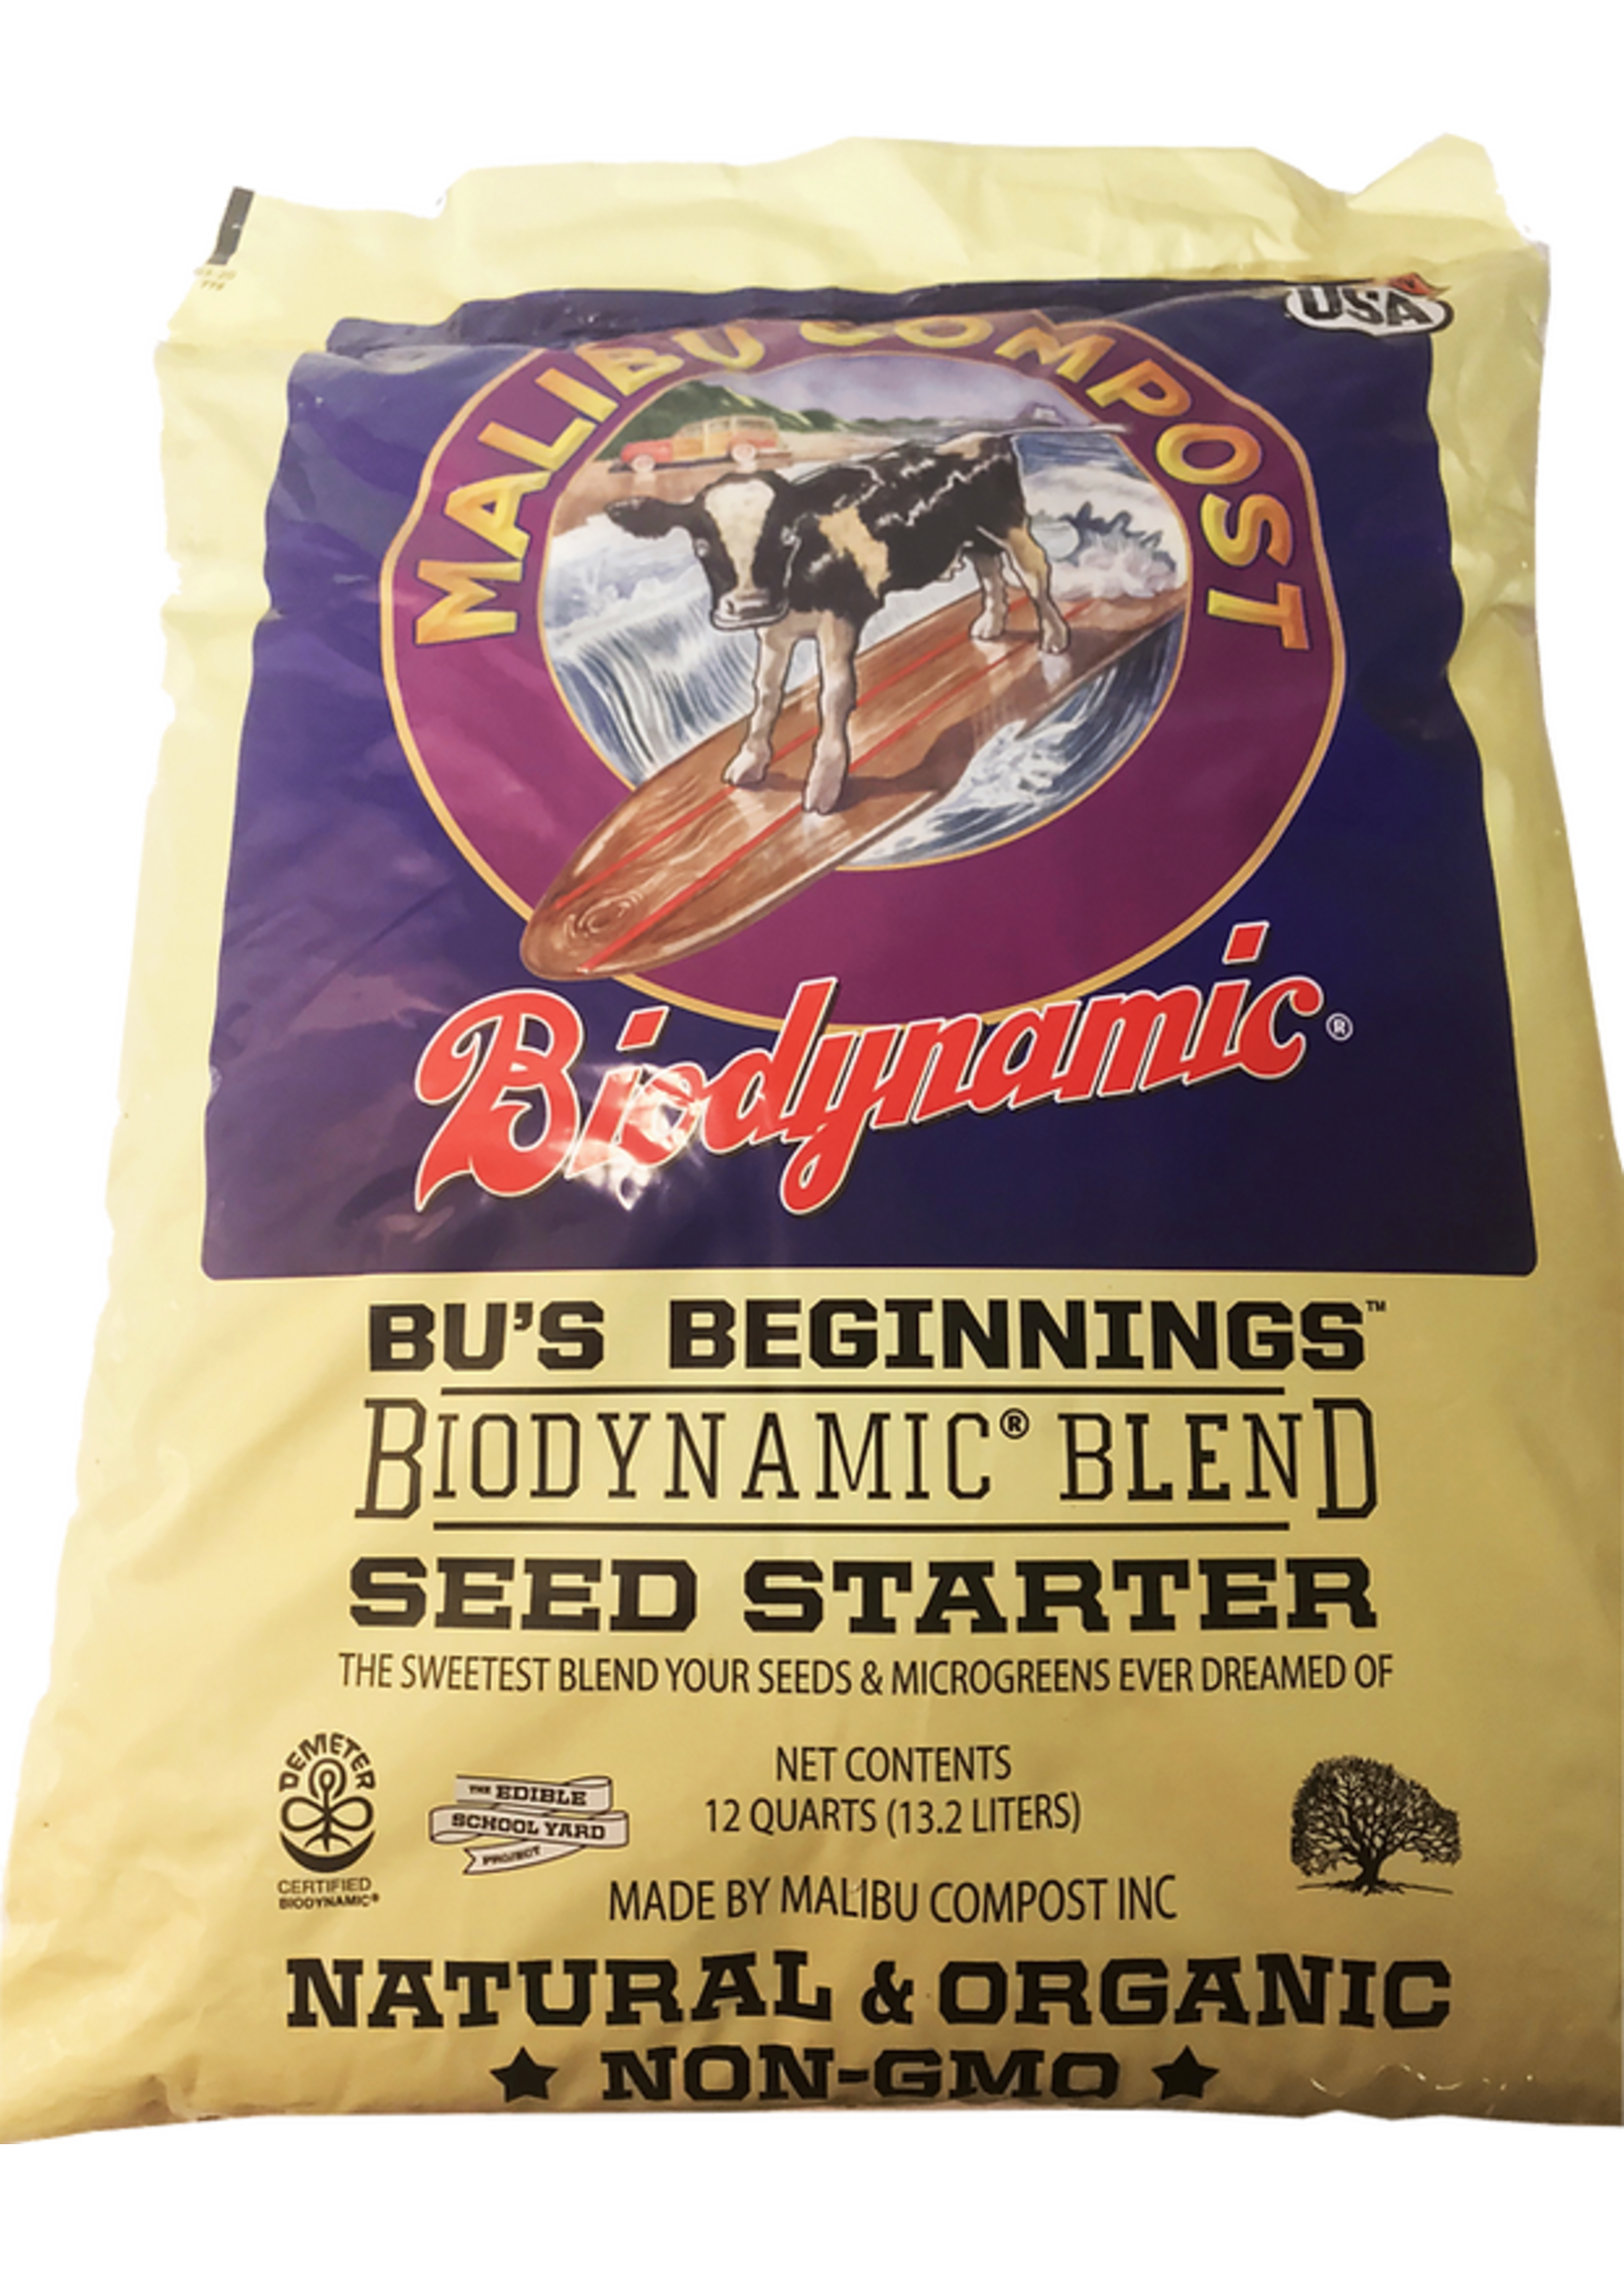 USA
MALIBU COMPOST
Biodynamic®
BU'S BEGINNINGS™
BIODYNAMIC® BLEND
SEED STARTER
THE SWEETEST BLEND YOUR SEEDS & MICROGREENS EVER DREAMED OF
DEMETER
CERTIFIED
BIODYNAMIC®
THE EDIBLE
SCHOOL YARD
PROJECT
NET CONTENTS
12 QUARTS (13.2 LITERS)
MADE BY MALIBU COMPOST INC
NATURAL & ORGANIC
NON-GMO